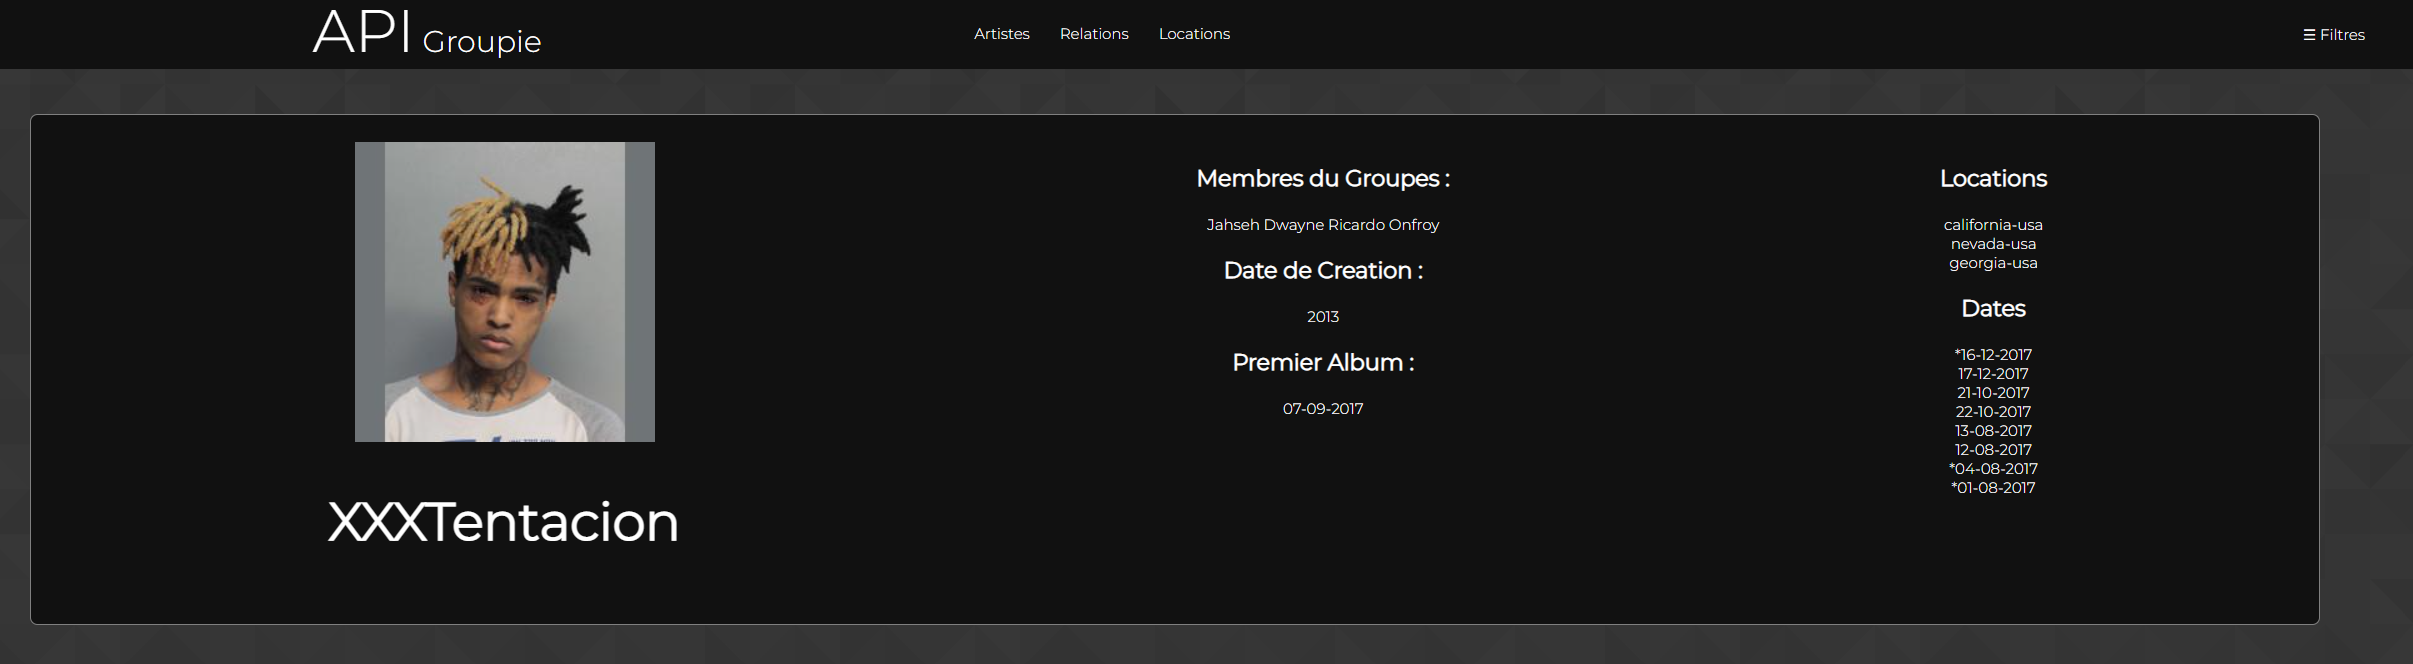 API Groupie
Artistes Relations Locations
☰ Filtres
XXXTentacion
Membres du Groupes :
Jahseh Dwayne Ricardo Onfroy
Date de Creation :
2013
Premier Album :
07-09-2017
Locations
california-usa
nevada-usa
georgia-usa
Dates
*16-12-2017
17-12-2017
21-10-2017
22-10-2017
13-08-2017
12-08-2017
*04-08-2017
*01-08-2017